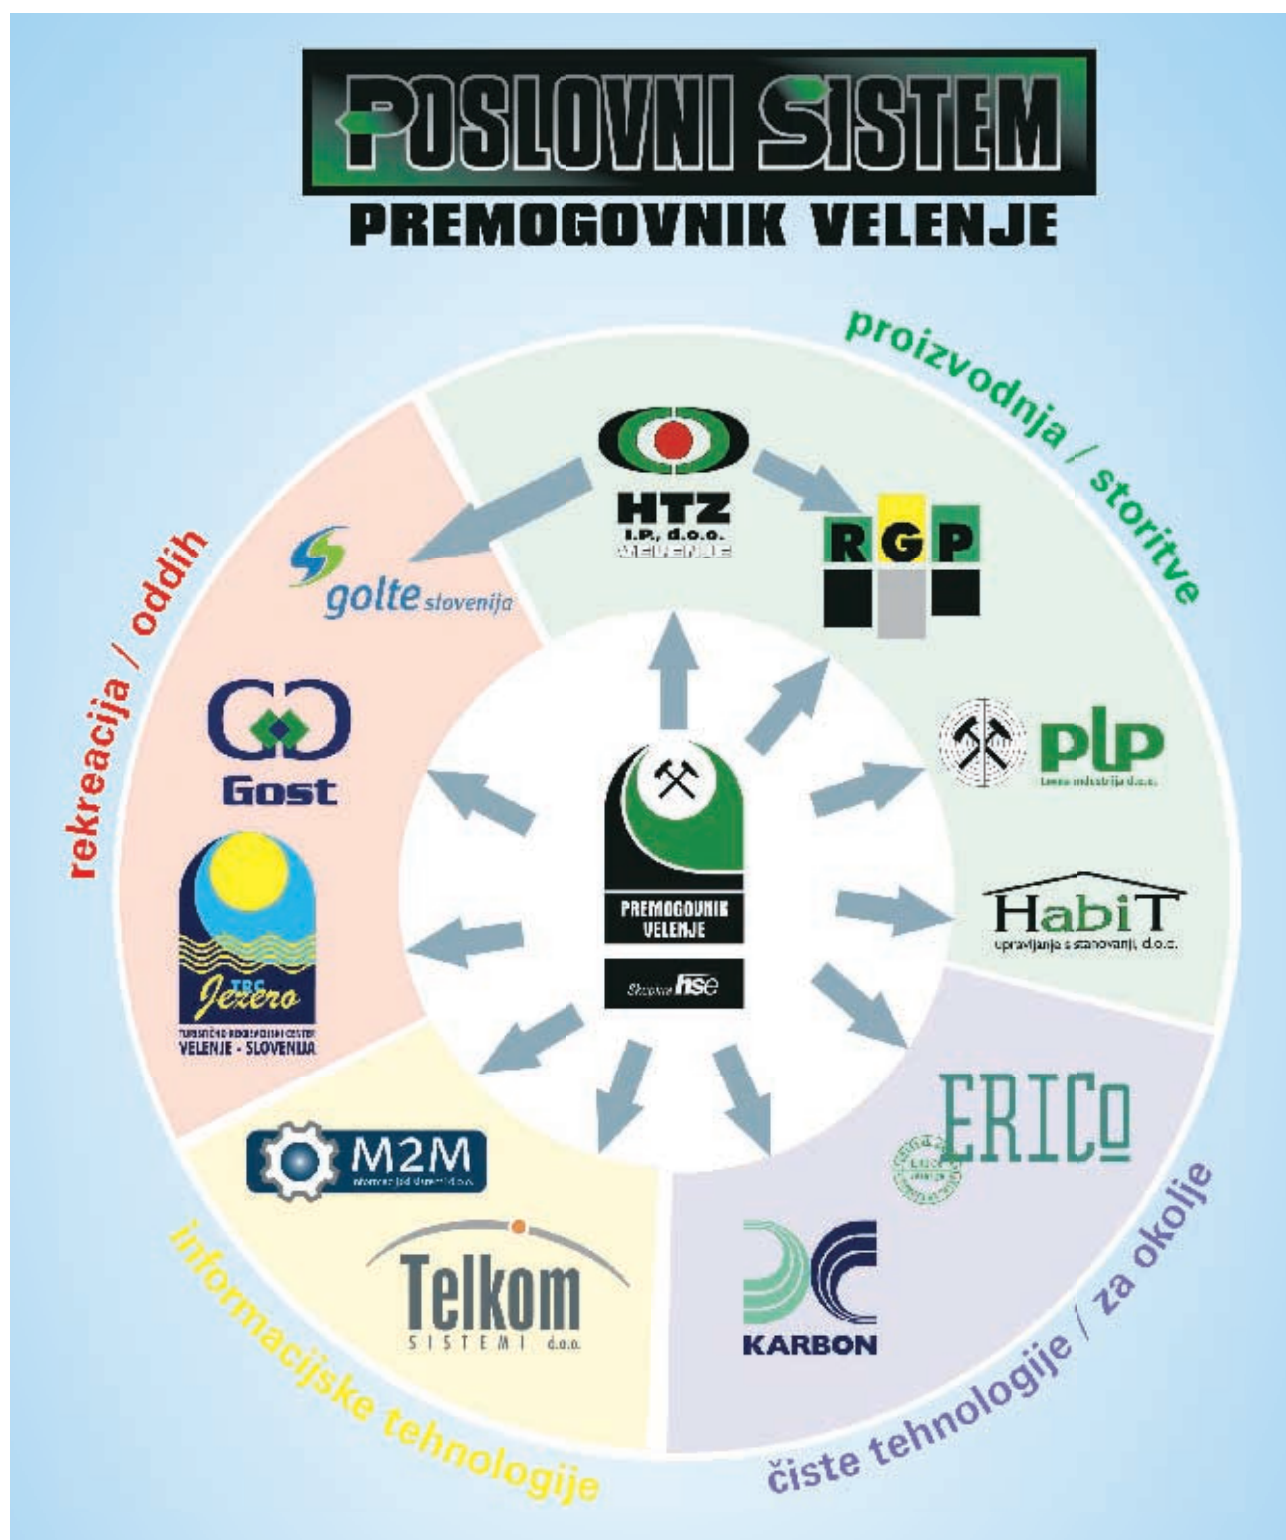 POSLOVNI SISTEM
PREMOGOVNIK VELENJE
proizvodnja / storitve
HTZ
I.P., d.o.o.
VELENJE
RGP
plp
Lesna industrija d.o.o.
HabiT
upravljanje s stanovanji, d.o.o.
rekreacija / oddih
golte slovenija
Gost
TRC
Jezero
TURISTIČNO REKREACIJSKI CENTER
VELENJE - SLOVENIJA
PREMOGOVNIK
VELENJE
Skupina hse
informacijske tehnologije
M2M
informacijski sistemi d.o.o.
Telkom
SISTEMI d.o.o.
čiste tehnologije / za okolje
ERICo
KARBON